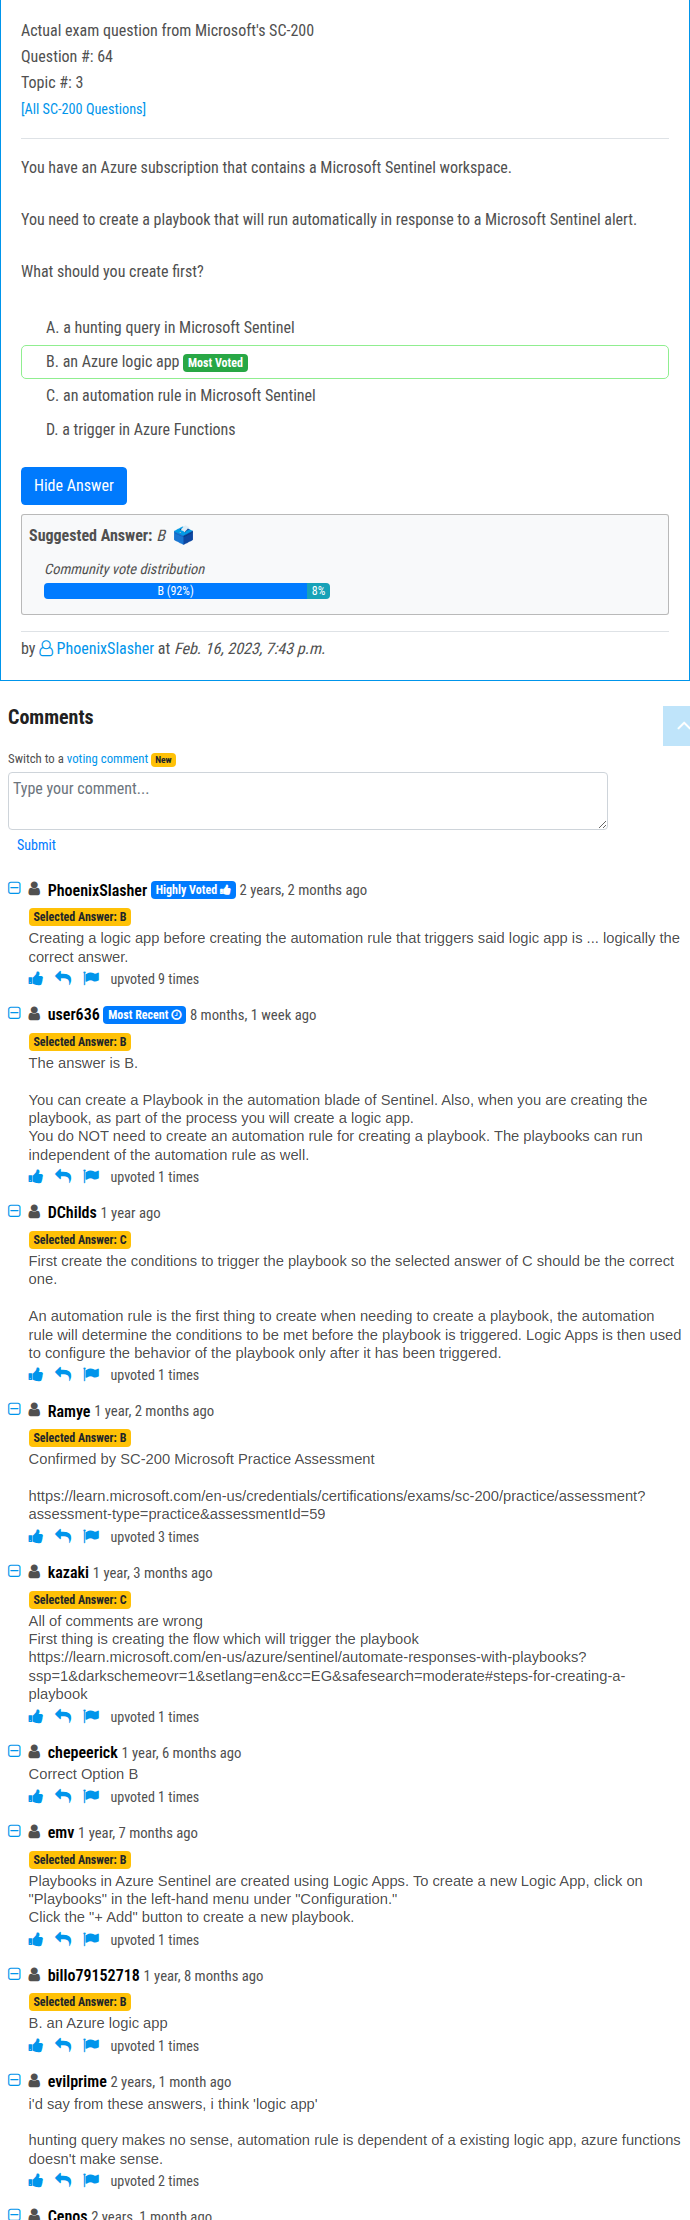 Actual exam question from Microsoft's SC-200
Question #: 64
Topic #: 3
[All SC-200 Questions]
You have an Azure subscription that contains a Microsoft Sentinel workspace.
You need to create a playbook that will run automatically in response to a Microsoft Sentinel alert.
What should you create first?
A. a hunting query in Microsoft Sentinel
B. an Azure logic app Most Voted
C. an automation rule in Microsoft Sentinel
D. a trigger in Azure Functions
Hide Answer
Suggested Answer: B
Community vote distribution
B (92%) 8%
by PhoenixSlasher at Feb. 16, 2023, 7:43 p.m.
Comments
Switch to a voting comment New
Type your comment...
Submit
PhoenixSlasher Highly Voted 2 years, 2 months ago
Selected Answer: B
Creating a logic app before creating the automation rule that triggers said logic app is ... logically the
correct answer.
upvoted 9 times
user636 Most Recent 8 months, 1 week ago
Selected Answer: B
The answer is B.
You can create a Playbook in the automation blade of Sentinel. Also, when you are creating the
playbook, as part of the process you will create a logic app.
You do NOT need to create an automation rule for creating a playbook. The playbooks can run
independent of the automation rule as well.
upvoted 1 times
DChilds 1 year ago
Selected Answer: C
First create the conditions to trigger the playbook so the selected answer of C should be the correct
one.
An automation rule is the first thing to create when needing to create a playbook, the automation
rule will determine the conditions to be met before the playbook is triggered. Logic Apps is then used
to configure the behavior of the playbook only after it has been triggered.
upvoted 1 times
Ramye 1 year, 2 months ago
Selected Answer: B
Confirmed by SC-200 Microsoft Practice Assessment
https://learn.microsoft.com/en-us/credentials/certifications/exams/sc-200/practice/assessment?
assessment-type=practice&assessmentId=59
upvoted 3 times
kazaki 1 year, 3 months ago
Selected Answer: C
All of comments are wrong
First thing is creating the flow which will trigger the playbook
https://learn.microsoft.com/en-us/azure/sentinel/automate-responses-with-playbooks?
ssp=1&darkschemeovr=1&setlang=en&cc=EG&safesearch=moderate#steps-for-creating-a-
playbook
upvoted 1 times
chepeerick 1 year, 6 months ago
Correct Option B
upvoted 1 times
emv 1 year, 7 months ago
Selected Answer: B
Playbooks in Azure Sentinel are created using Logic Apps. To create a new Logic App, click on
"Playbooks" in the left-hand menu under "Configuration."
Click the "+ Add" button to create a new playbook.
upvoted 1 times
billo79152718 1 year, 8 months ago
Selected Answer: B
B. an Azure logic app
upvoted 1 times
evilprime 2 years, 1 month ago
i'd say from these answers, i think 'logic app'
hunting query makes no sense, automation rule is dependent of a existing logic app, azure functions
doesn't make sense.
upvoted 2 times
Cenos 2 years, 1 month ago